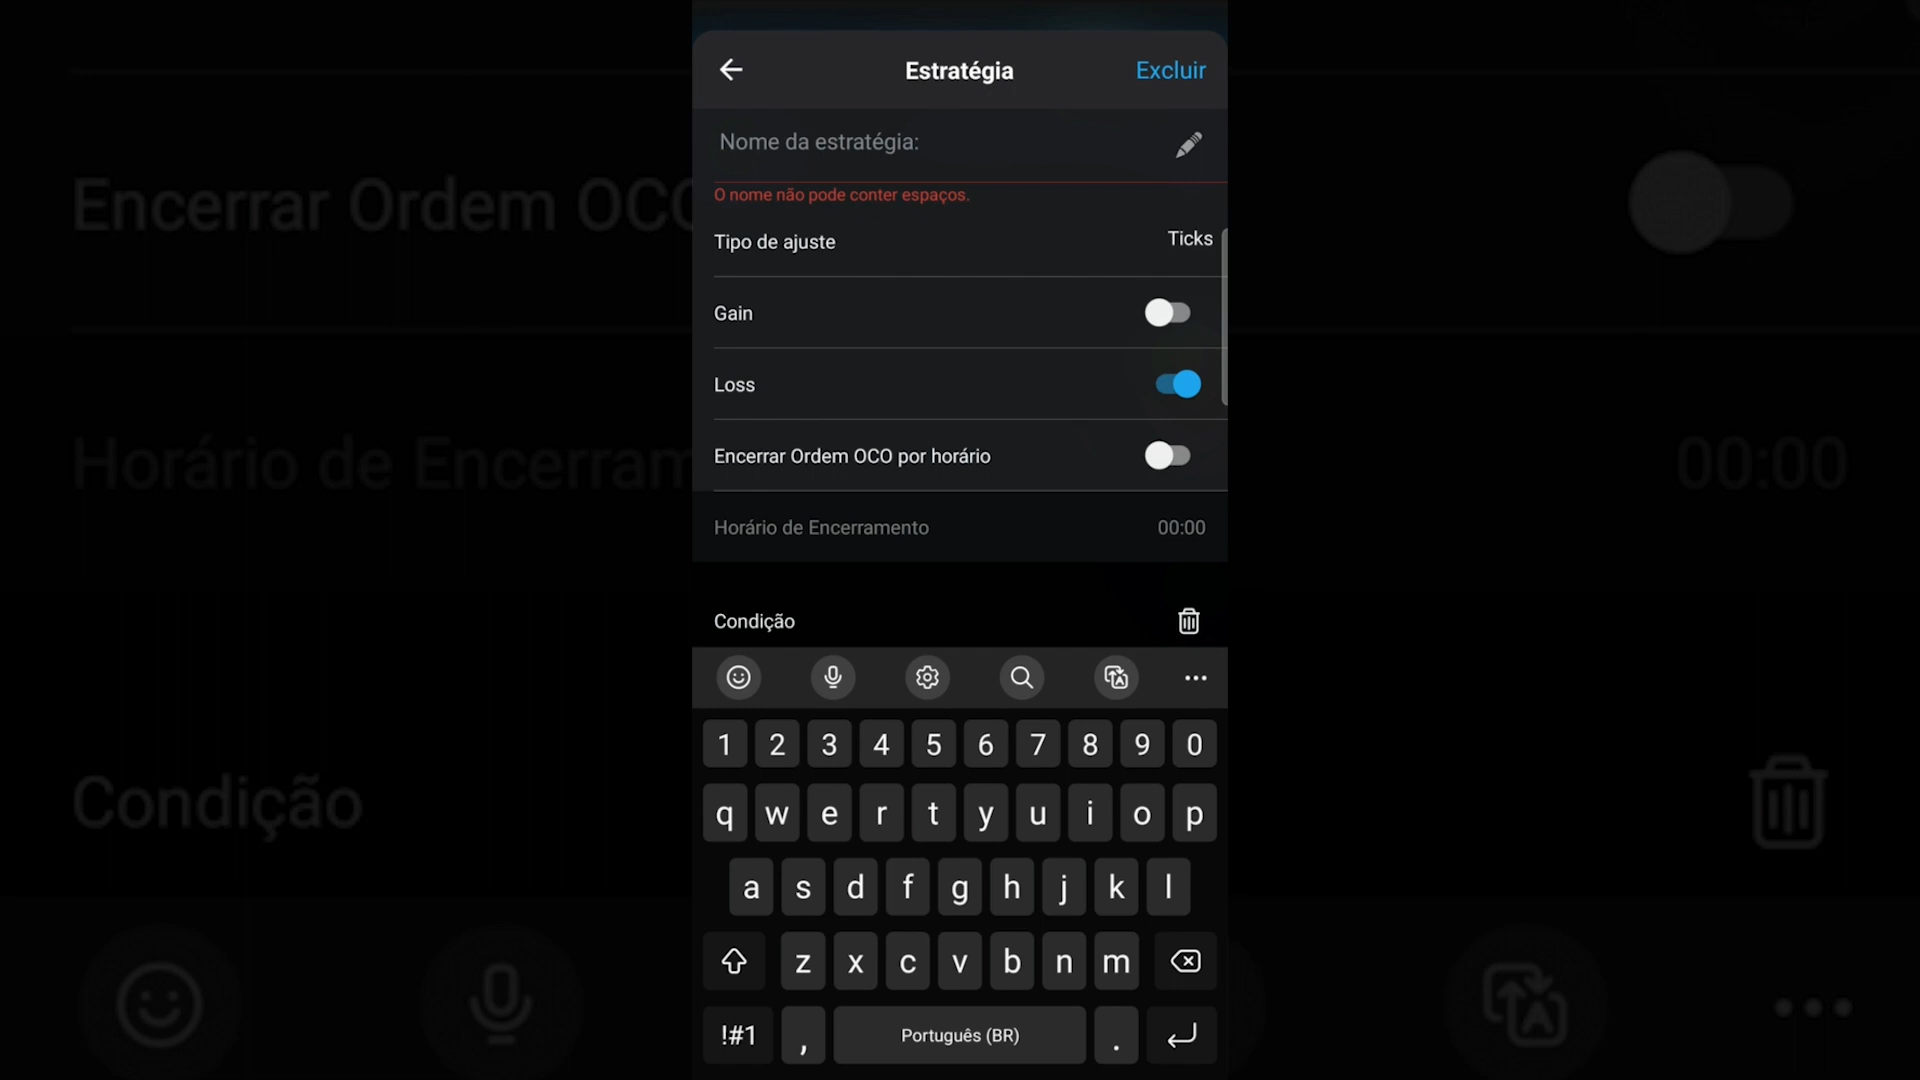 Estratégia
Excluir
Nome da estratégia:
O nome não pode conter espaços.
Tipo de ajuste
Ticks
Gain
Loss
Encerrar Ordem OCO por horário
Horário de Encerramento
00:00
Condição
1 2 3 4 5 6 7 8 9 0
q w e r t y u i o p
a s d f g h j k l
z x c v b n m
!#1 , Português (BR) .
Encerrar Ordem OCO
Horário de Encerram
00:00
Condição